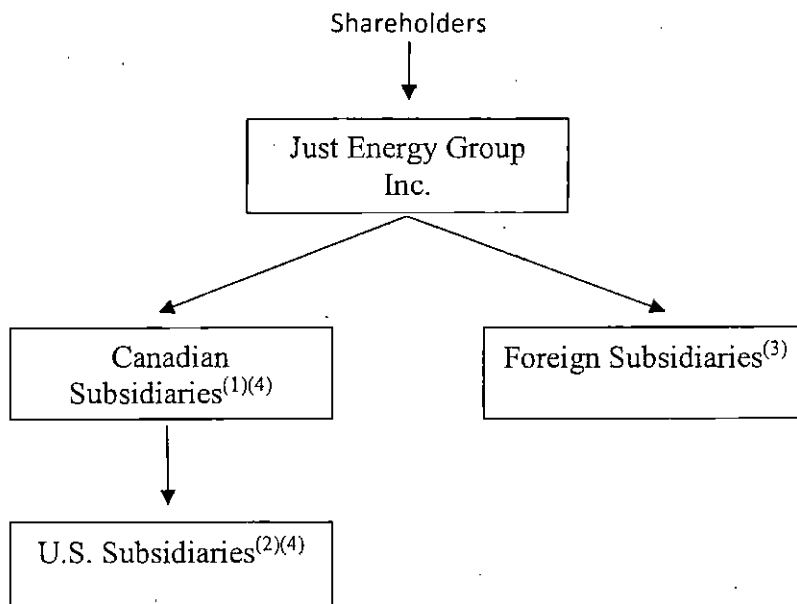 Shareholders
Just Energy Group
Inc.
Canadian
Subsidiaries(1)(4)
Foreign Subsidiaries(3)
U.S. Subsidiaries(2)(4)